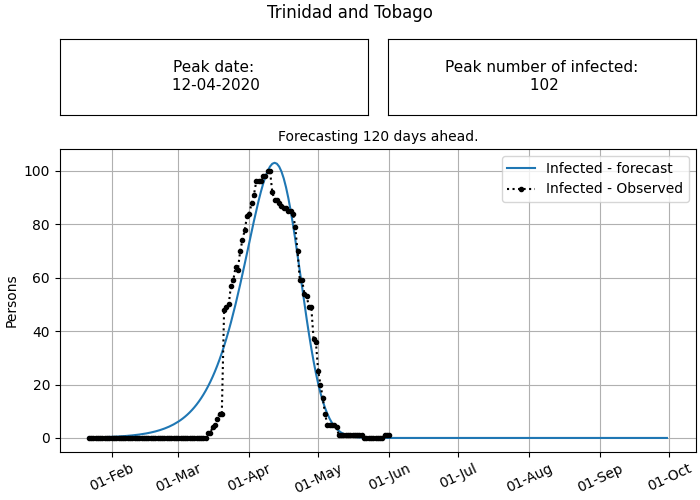 Trinidad and Tobago
Peak date:
12-04-2020
Peak number of infected:
102
Forecasting 120 days ahead.
Infected - forecast
Infected - Observed
Persons
100
80
60
40
20
0
01-Feb
01-Mar
01-Apr
01-May
01-Jun
01-Jul
01-Aug
01-Sep
01-Oct